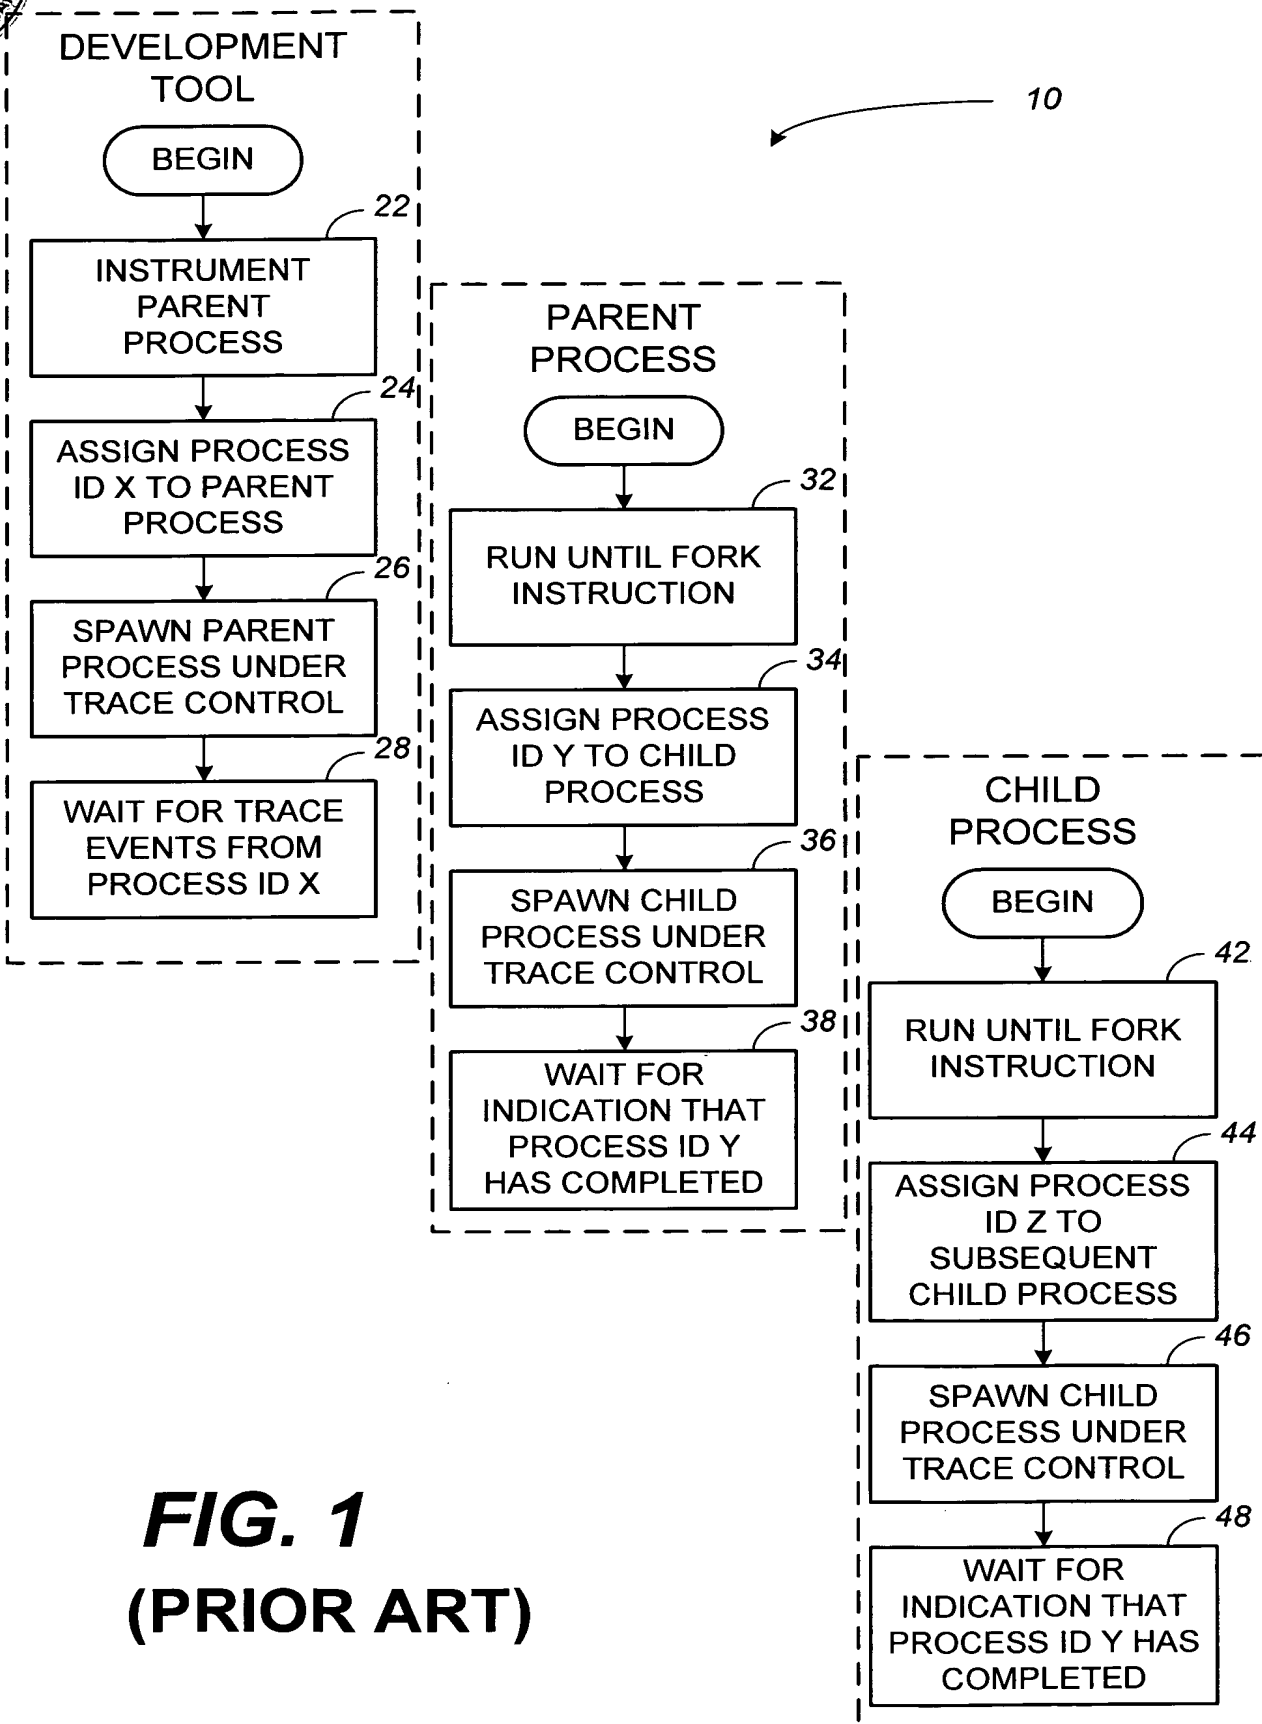 DEVELOPMENT
TOOL
BEGIN
22
INSTRUMENT
PARENT
PROCESS
24
ASSIGN PROCESS
ID X TO PARENT
PROCESS
26
SPAWN PARENT
PROCESS UNDER
TRACE CONTROL
28
WAIT FOR TRACE
EVENTS FROM
PROCESS ID X
10
PARENT
PROCESS
BEGIN
32
RUN UNTIL FORK
INSTRUCTION
34
ASSIGN PROCESS
ID Y TO CHILD
PROCESS
36
SPAWN CHILD
PROCESS UNDER
TRACE CONTROL
38
WAIT FOR
INDICATION THAT
PROCESS ID Y
HAS COMPLETED
CHILD
PROCESS
BEGIN
42
RUN UNTIL FORK
INSTRUCTION
44
ASSIGN PROCESS
ID Z TO
SUBSEQUENT
CHILD PROCESS
46
SPAWN CHILD
PROCESS UNDER
TRACE CONTROL
48
WAIT FOR
INDICATION THAT
PROCESS ID Y HAS
COMPLETED
FIG. 1
(PRIOR ART)